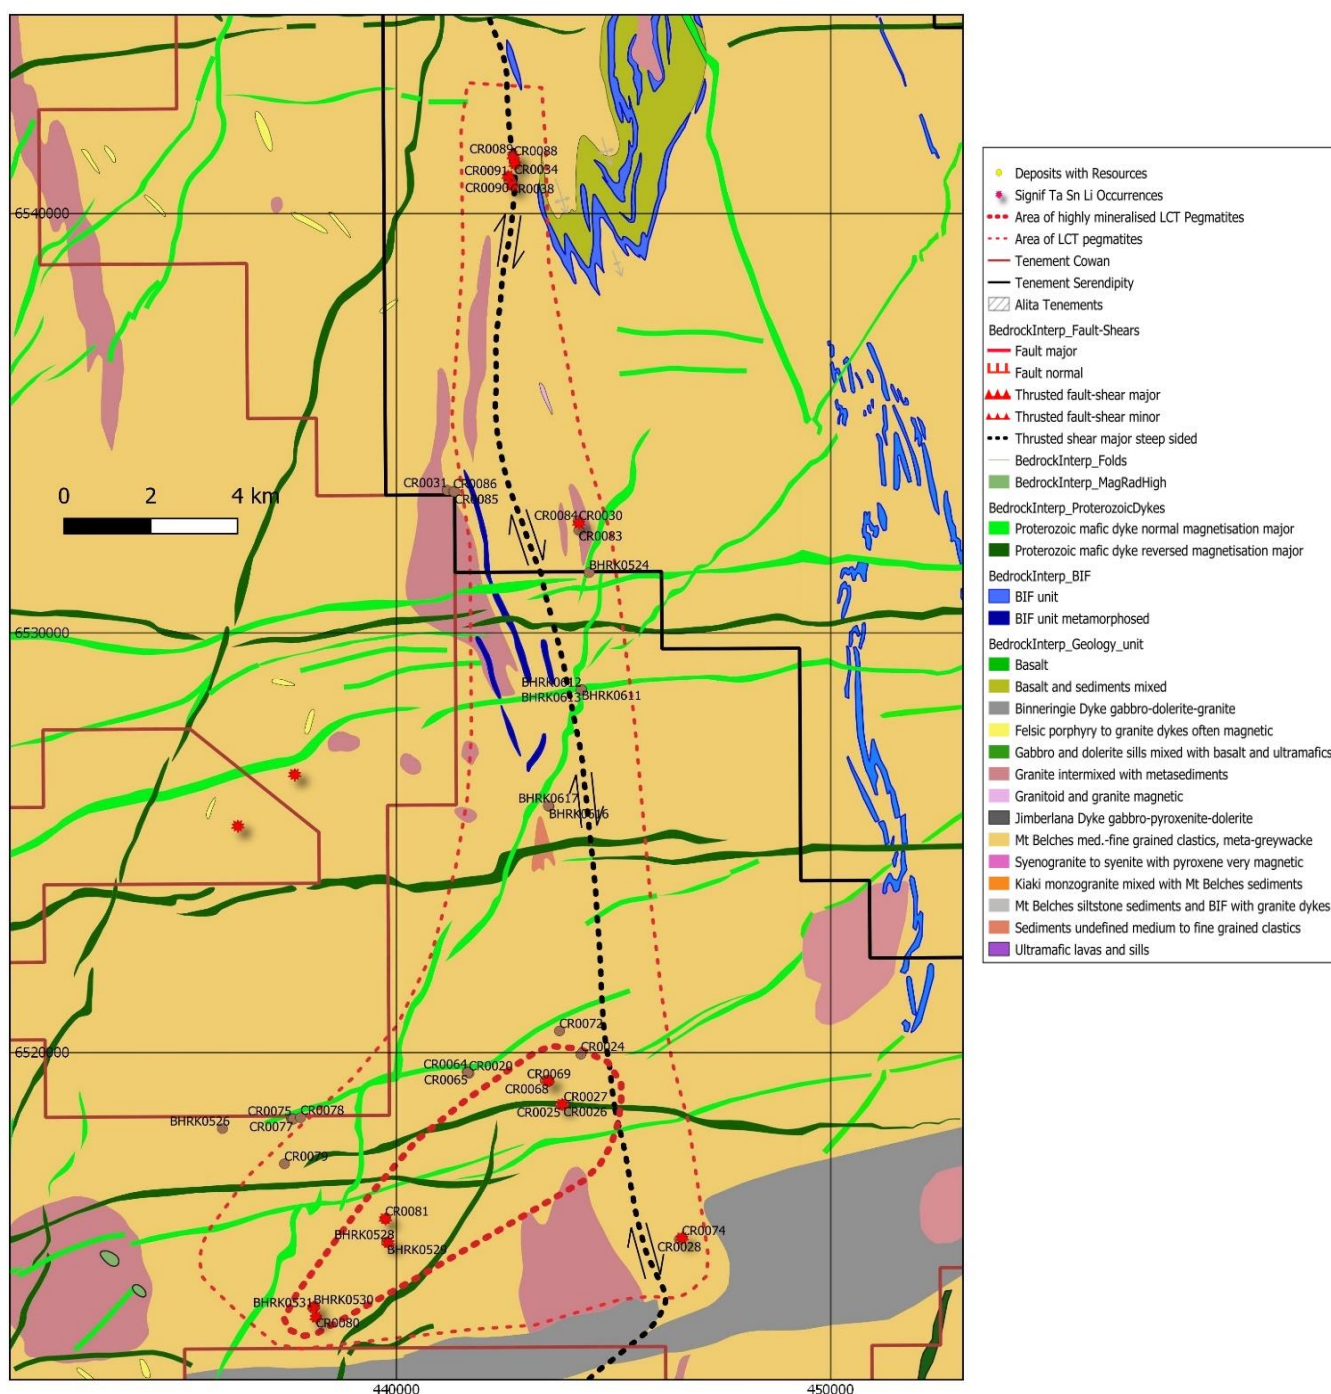 CR0089 CR0088
CR0091 CR0034
CR0090 CR0038
6540000
0 2 4 km
CR0031 CR0086
CR0085
CR0084 CR0030
CR0083
BHRK0524
6530000
BHRK0612
BHRK0613 BHRK0611
BHRK0617
BHRK0616
CR0072
6520000
CR0024
CR0064 CR0020
CR0065
CR0069
CR0068
CR0027
CR0025 CR0026
CR0075 CR0078
CR0077
BHRK0526
CR0079
CR0081
BHRK0528
BHRK0529
CR0074
CR0028
BHRK0531 BHRK0530
CR0080
440000 450000
Deposits with Resources
Signif Ta Sn Li Occurrences
Area of highly mineralised LCT Pegmatites
Area of LCT pegmatites
Tenement Cowan
Tenement Serendipity
Alita Tenements
BedrockInterp_Fault-Shears
Fault major
Fault normal
Thrusted fault-shear major
Thrusted fault-shear minor
Thrusted shear major steep sided
BedrockInterp_Folds
BedrockInterp_MagRadHigh
BedrockInterp_ProterozoicDykes
Proterozoic mafic dyke normal magnetisation major
Proterozoic mafic dyke reversed magnetisation major
BedrockInterp_BIF
BIF unit
BIF unit metamorphosed
BedrockInterp_Geology_unit
Basalt
Basalt and sediments mixed
Binneringie Dyke gabbro-dolerite-granite
Felsic porphyry to granite dykes often magnetic
Gabbro and dolerite sills mixed with basalt and ultramafics
Granite intermixed with metasediments
Granitoid and granite magnetic
Jimberlana Dyke gabbro-pyroxenite-dolerite
Mt Belches med.-fine grained clastics, meta-greywacke
Syenogranite to syenite with pyroxene very magnetic
Kiaki monzogranite mixed with Mt Belches sediments
Mt Belches siltstone sediments and BIF with granite dykes
Sediments undefined medium to fine grained clastics
Ultramafic lavas and sills